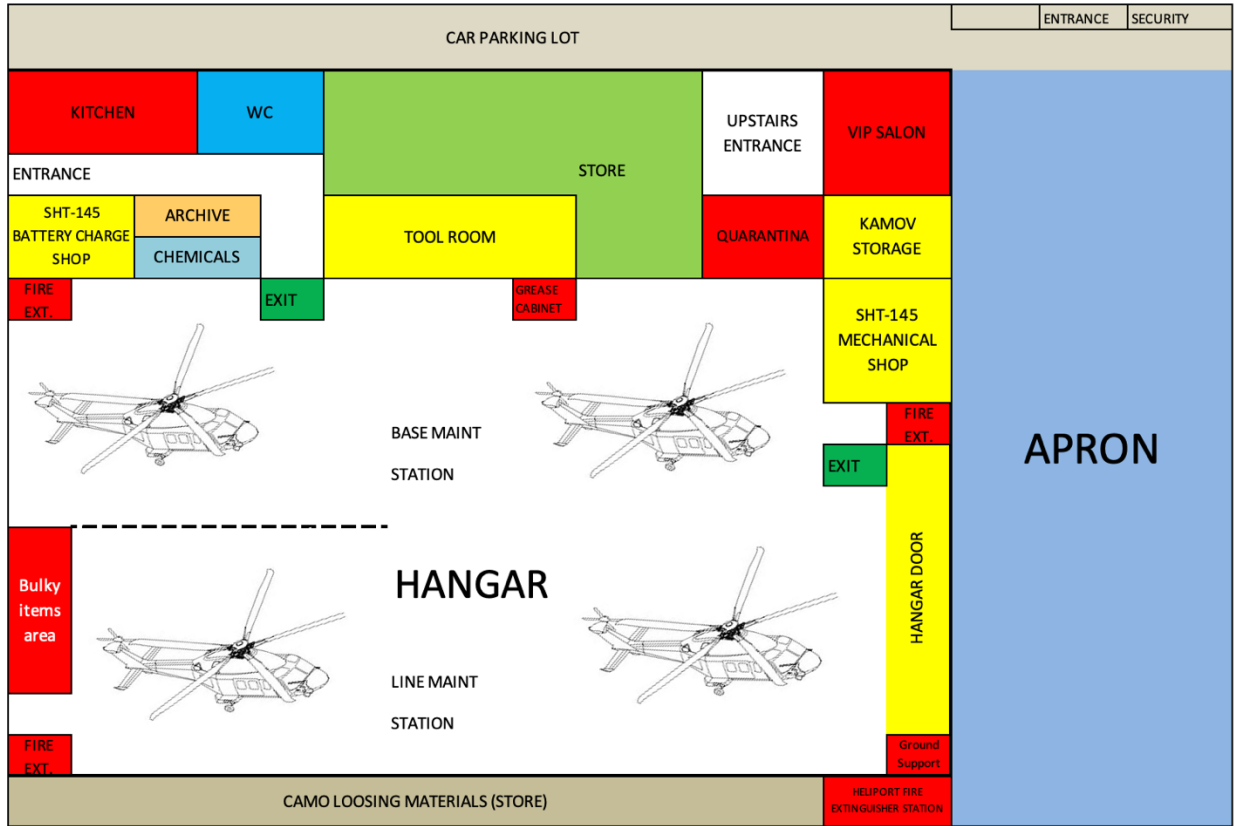 ENTRANCE
SECURITY
CAR PARKING LOT
KITCHEN
WC
UPSTAIRS
ENTRANCE
VIP SALON
ENTRANCE
STORE
SHT-145
BATTERY CHARGE
SHOP
ARCHIVE
CHEMICALS
TOOL ROOM
QUARANTINA
KAMOV
STORAGE
FIRE
EXT.
EXIT
GREASE
CABINET
SHT-145
MECHANICAL
SHOP
FIRE
EXT.
BASE MAINT
STATION
EXIT
APRON
HANGAR DOOR
Bulky
items
area
HANGAR
LINE MAINT
STATION
FIRE
EXT.
Ground
Support
CAMO LOOSING MATERIALS (STORE)
HELIPORT FIRE
EXTINGUISHER STATION